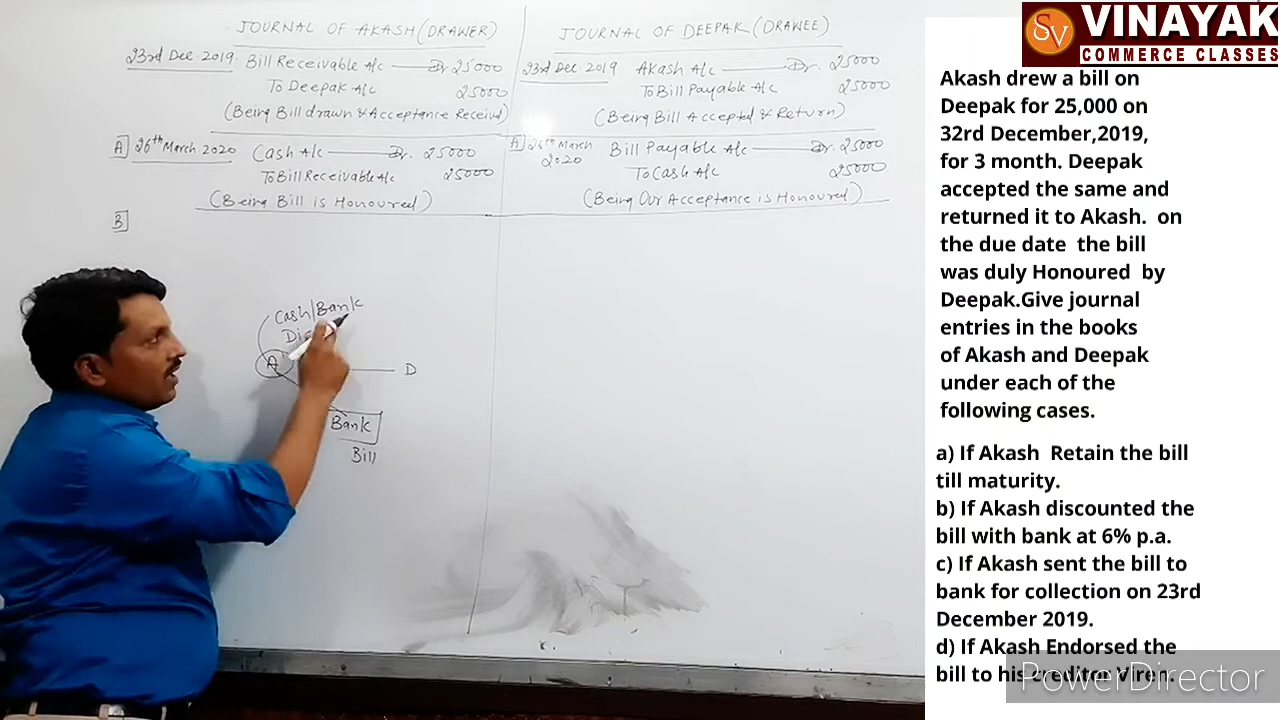 JOURNAL OF AKASH (DRAWER)
23rd Dec. 2019 Bill Receivable A/c Dr 25000
To Deepak A/c 25000
(Being Bill drawn & Acceptance Received)
A] 26th March 2020 Cash A/c Dr. 25000
To Bill Receivable A/c 25000
(Being Bill is Honoured)
B]
Cash/Bank
A
D
Bank
Bill
JOURNAL OF DEEPAK (DRAWEE)
23rd Dec 2019 Akash A/c Dr. 25000
To Bill Payable A/c 25000
(Being Bill Accepted & Return)
A] 26th March
2020
Bill Payable A/c Dr. 25000
To Cash A/c 25000
(Being Our Acceptance is Honoured)
SV
VINAYAK
COMMERCE CLASSES
Akash drew a bill on
Deepak for 25,000 on
32rd December,2019,
for 3 month. Deepak
accepted the same and
returned it to Akash. on
the due date the bill
was duly Honoured by
Deepak.Give journal
entries in the books
of Akash and Deepak
under each of the
following cases.
a) If Akash Retain the bill
till maturity.
b) If Akash discounted the
bill with bank at 6% p.a.
c) If Akash sent the bill to
bank for collection on 23rd
December 2019.
d) If Akash Endorsed the
bill to his creditor Viren.
PowerDirector